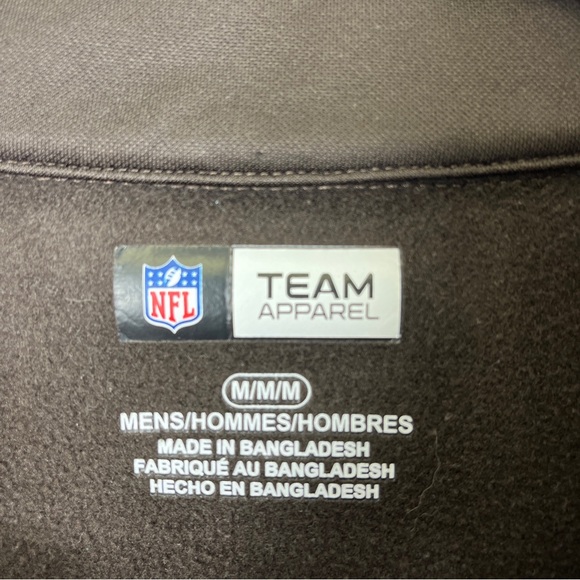 NFL
TEAM
APPAREL
M/M/M
MENS/HOMMES/HOMBRES
MADE IN BANGLADESH
FABRIQUÉ AU BANGLADESH
HECHO EN BANGLADESH